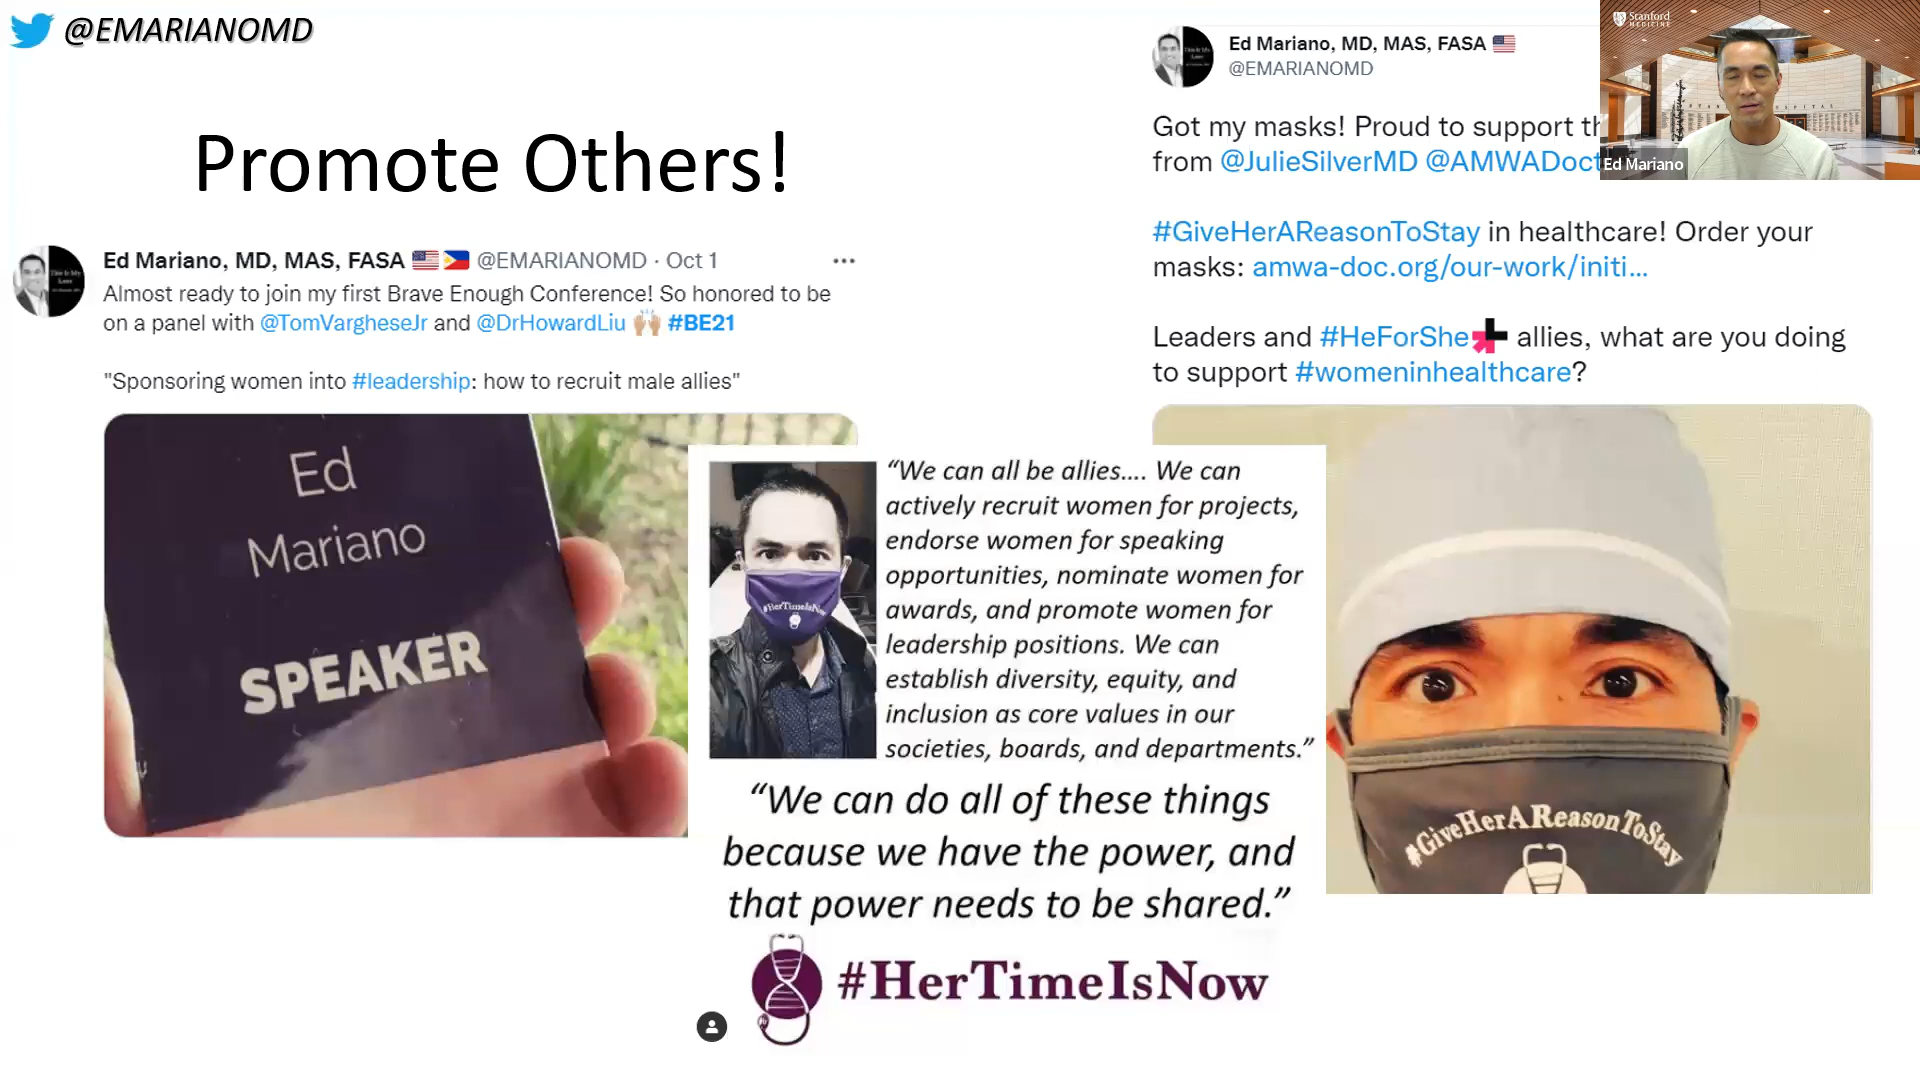 @EMARIANOMD
Promote Others!
Ed Mariano, MD, MAS, FASA 🇺🇸 🇵🇭 @EMARIANOMD · Oct 1
Almost ready to join my first Brave Enough Conference! So honored to be
on a panel with @TomVargheseJr and @DrHowardLiu 🙌🏼 #BE21
"Sponsoring women into #leadership: how to recruit male allies"
Ed
Mariano
SPEAKER
“We can all be allies…. We can
actively recruit women for projects,
endorse women for speaking
opportunities, nominate women for
awards, and promote women for
leadership positions. We can
establish diversity, equity, and
inclusion as core values in our
societies, boards, and departments.”
#HerTimeIsNow
“We can do all of these things
because we have the power, and
that power needs to be shared.”
#HerTimeIsNow
Ed Mariano, MD, MAS, FASA 🇺🇸
@EMARIANOMD
Got my masks! Proud to support
from @JulieSilverMD @AMWADoct
#GiveHerAReasonToStay in healthcare! Order your
masks: amwa-doc.org/our-work/initi...
Leaders and #HeForShe allies, what are you doing
to support #womeninhealthcare?
#GiveHerAReasonToStay
Stanford
MEDICINE
Ed Mariano